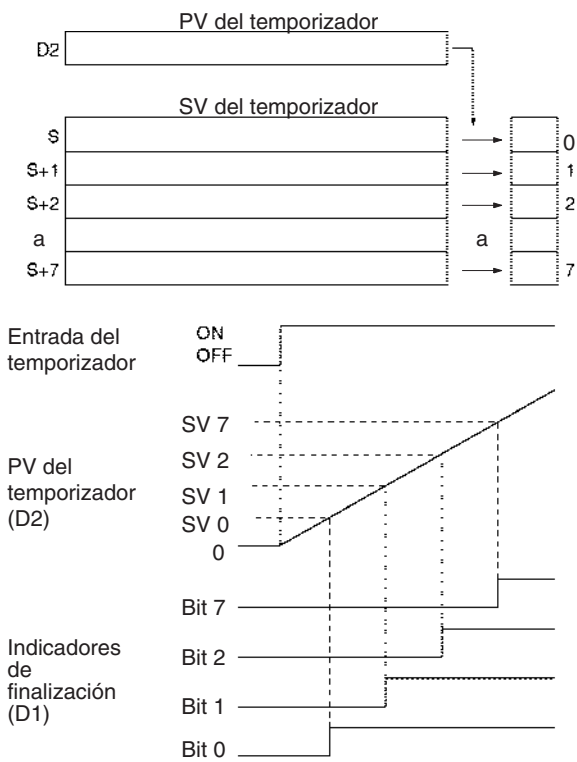 PV del temporizador
D2
SV del temporizador
S
0
S+1
1
S+2
2
a
a
S+7
7
Entrada del
temporizador
ON
OFF
SV 7
SV 2
PV del
temporizador
(D2)
SV 1
SV 0
0
Bit 7
Indicadores
de
finalización
(D1)
Bit 2
Bit 1
Bit 0